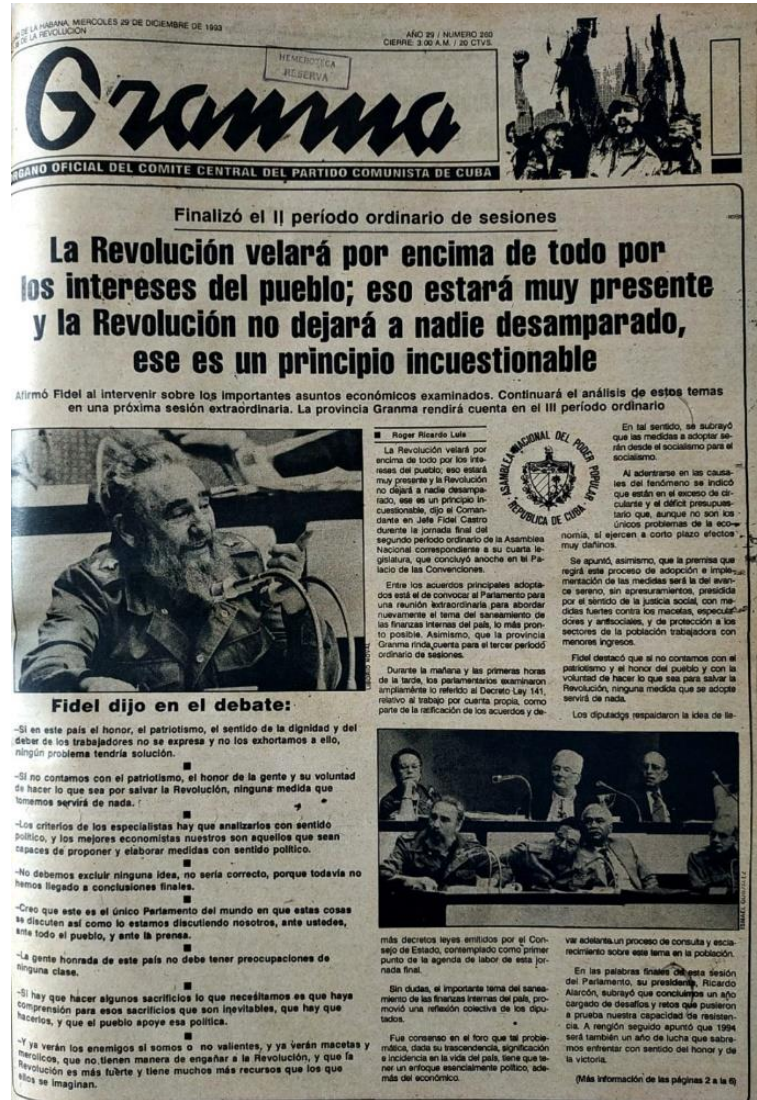 DE LA HABANA, MIERCOLES 29 DE DICIEMBRE DE 1993
DE LA REVOLUCION
AÑO 29 / NUMERO 260
CIERRE: 3:00 A.M. / 20 CTVS.
HEMEROTECA
RESERVA
Granma
ORGANO OFICIAL DEL COMITE CENTRAL DEL PARTIDO COMUNISTA DE CUBA
Finalizó el II período ordinario de sesiones
La Revolución velará por encima de todo por
los intereses del pueblo; eso estará muy presente
y la Revolución no dejará a nadie desamparado,
ese es un principio incuestionable
Afirmó Fidel al intervenir sobre los importantes asuntos económicos examinados. Continuará el análisis de estos temas
en una próxima sesión extraordinaria. La provincia Granma rendirá cuenta en el III período ordinario
LIBORIO NOVAL
Fidel dijo en el debate:
–Si en este país el honor, el patriotismo, el sentido de la dignidad y del
deber de los trabajadores no se expresa y no los exhortamos a ello,
ningún problema tendría solución.
–Si no contamos con el patriotismo, el honor de la gente y su voluntad
de hacer lo que sea por salvar la Revolución, ninguna medida que
tomemos servirá de nada.
–Los criterios de los especialistas hay que analizarlos con sentido
político, y los mejores economistas nuestros son aquellos que sean
capaces de proponer y elaborar medidas con sentido político.
–No debemos excluir ninguna idea, no sería correcto, porque todavía no
hemos llegado a conclusiones finales.
–Creo que este es el único Parlamento del mundo en que estas cosas
se discuten así como lo estamos discutiendo nosotros, ante ustedes,
ante todo el pueblo, y ante la prensa.
–La gente honrada de este país no debe tener preocupaciones de
ninguna clase.
–Si hay que hacer algunos sacrificios lo que necesitamos es que haya
comprensión para esos sacrificios que son inevitables, que hay que
hacerlos, y que el pueblo apoye esa política.
–Y ya verán los enemigos si somos o no valientes, y ya verán macetas y
merolicos, que no tienen manera de engañar a la Revolución, y que la
Revolución es más fuerte y tiene muchos más recursos que los que
ellos se imaginan.
Roger Ricardo Luis
La Revolución velará por
encima de todo por los inte-
reses del pueblo; eso estará
muy presente y la Revolución
no dejará a nadie desampa-
rado, ese es un principio in-
cuestionable, dijo el Coman-
dante en Jefe Fidel Castro
durante la jornada final del
segundo período ordinario de la Asamblea
Nacional correspondiente a su cuarta le-
gislatura, que concluyó anoche en el Pa-
lacio de las Convenciones.
Entre los acuerdos principales adopta-
dos está el de convocar al Parlamento para
una reunión extraordinaria para abordar
nuevamente el tema del saneamiento de
las finanzas internas del país, lo más pron-
to posible. Asimismo, que la provincia
Granma rinda cuenta para el tercer período
ordinario de sesiones.
Durante la mañana y las primeras horas
de la tarde, los parlamentarios examinaron
ampliamente lo referido al Decreto-Ley 141,
relativo al trabajo por cuenta propia, como
parte de la ratificación de los acuerdos y de-
ASAMBLEA NACIONAL DEL PODER POPULAR
REPUBLICA DE CUBA
En tal sentido, se subrayó
que las medidas a adoptar se-
rán desde el socialismo para el
socialismo.
Al adentrarse en las causa-
les del fenómeno se indicó
que están en el exceso de cir-
culante y el déficit presupues-
tario que, aunque no son los
únicos problemas de la eco-
nomía, sí ejercen a corto plazo efectos
muy dañinos.
Se apuntó, asimismo, que la premisa que
regirá este proceso de adopción e imple-
mentación de las medidas será la del avan-
ce sereno, sin apresuramientos, presidida
por el sentido de la justicia social, con me-
didas fuertes contra los macetas, especula-
dores y antisociales, y de protección a los
sectores de la población trabajadora con
menores ingresos.
Fidel destacó que si no contamos con el
patriotismo y el honor del pueblo y con la
voluntad de hacer lo que sea para salvar la
Revolución, ninguna medida que se adopte
servirá de nada.
Los diputados respaldaron la idea de lle-
más decretos leyes emitidos por el Con-
sejo de Estado, contemplado como primer
punto de la agenda de labor de esta jor-
nada final.
Sin dudas, el importante tema del sanea-
miento de las finanzas internas del país, pro-
movió una reflexión colectiva de los dipu-
tados.
Fue consenso en el foro que tal proble-
mática, dada su trascendencia, significación
e incidencia en la vida del país, tiene que te-
ner un enfoque esencialmente político, ade-
más del económico.
var adelante un proceso de consulta y escla-
recimiento sobre este tema en la población.
En las palabras finales de esta sesión
del Parlamento, su presidente, Ricardo
Alarcón, subrayó que concluimos un año
cargado de desafíos y retos que pusieron
a prueba nuestra capacidad de resisten-
cia. A renglón seguido apuntó que 1994
será también un año de lucha que sabre-
mos enfrentar con sentido del honor y de
la victoria.
(Más información de las páginas 2 a la 6)